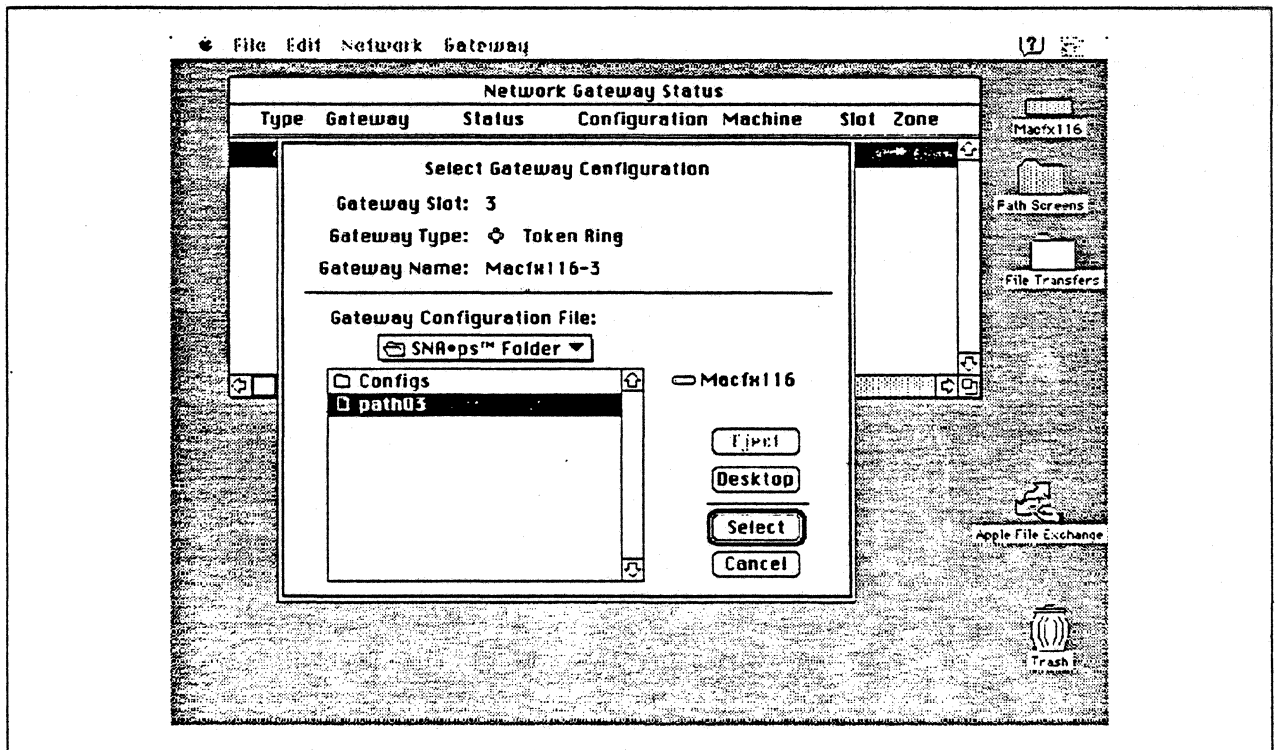 File Edit Network Gateway
Network Gateway Status
Type Gateway Status Configuration Machine Slot Zone
Select Gateway Configuration
Gateway Slot: 3
Gateway Type: Token Ring
Gateway Name: Macfx116-3
Gateway Configuration File:
SNA•ps™ Folder
Configs
path03
Macfx116
Eject
Desktop
Select
Cancel
Macfx116
Path Screens
File Transfers
Apple File Exchange
Trash